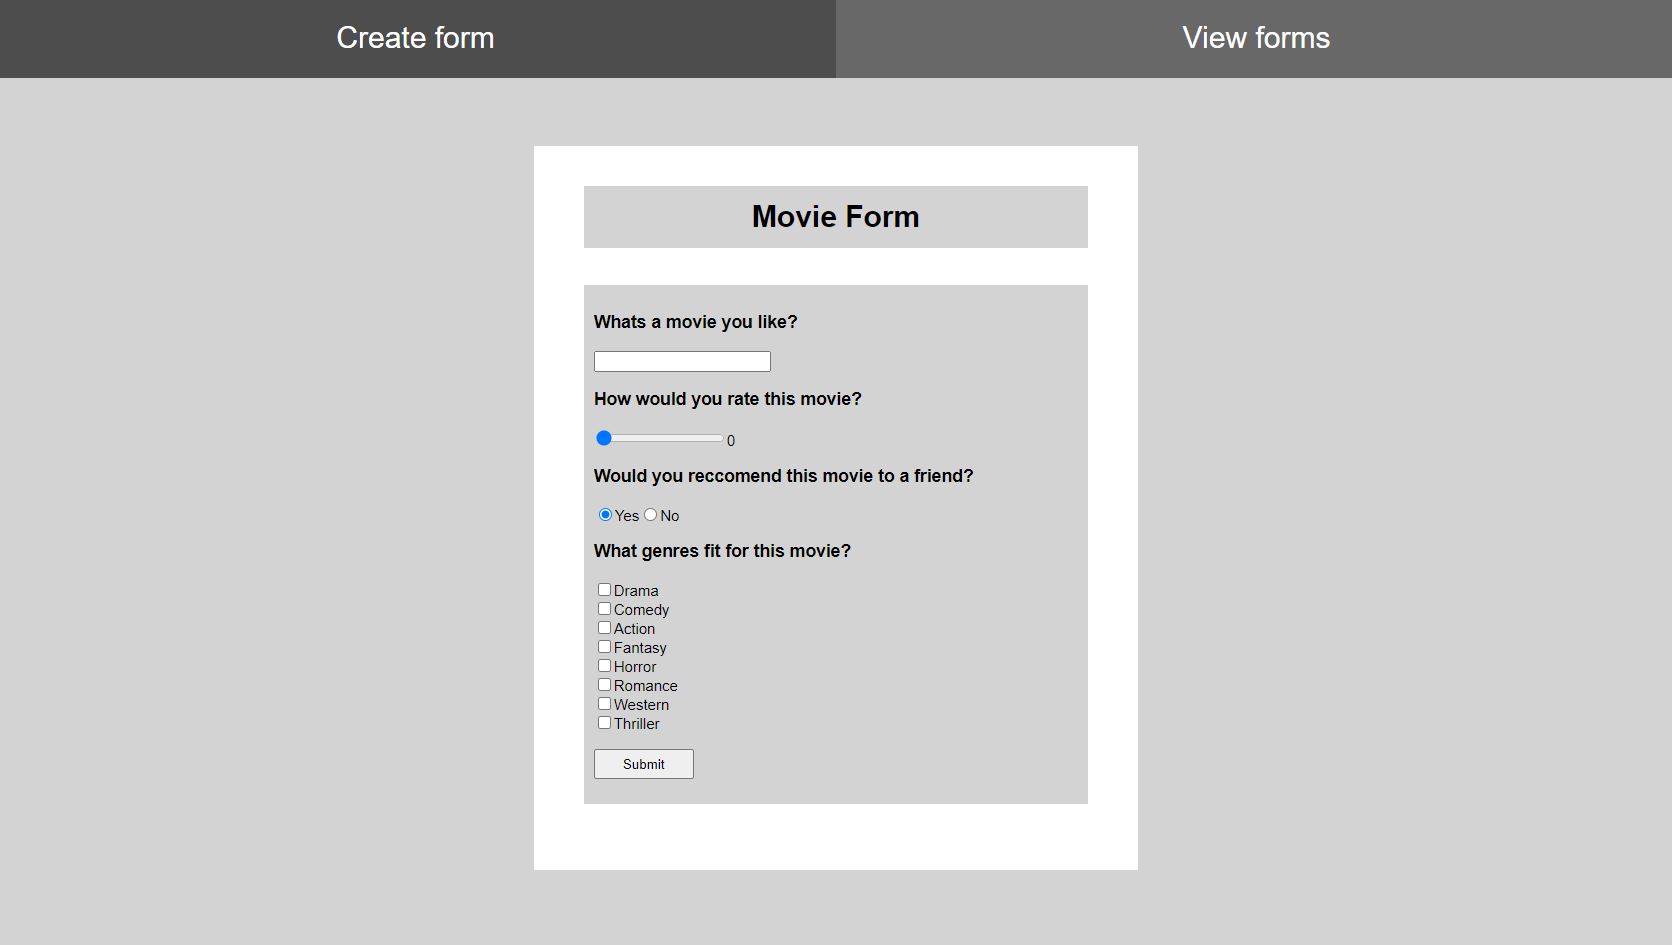 Create form View forms
Movie Form
Whats a movie you like?
How would you rate this movie?
0
Would you reccomend this movie to a friend?
Yes No
What genres fit for this movie?
Drama
Comedy
Action
Fantasy
Horror
Romance
Western
Thriller
Submit